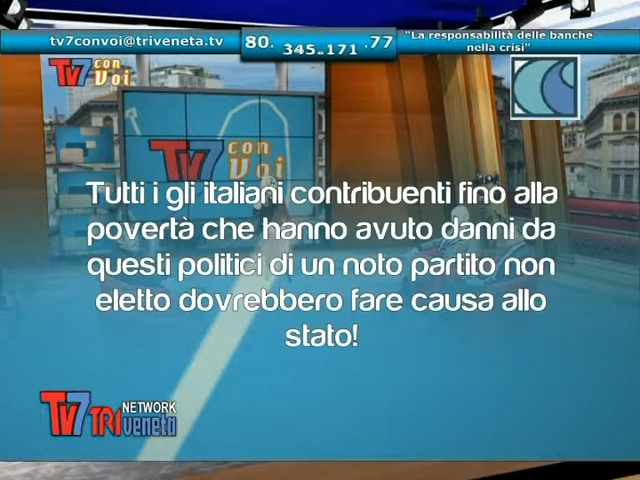 tv7convoi@triveneta.tv
80. 345.171 .77
"La responsabilità delle banche
nella crisi"
TV7 con
Voi
TV7 con
Voi
Tutti i gli italiani contribuenti fino alla
povertà che hanno avuto danni da
questi politici di un noto partito non
eletto dovrebbero fare causa allo
stato!
TV7 TRIveneta
NETWORK